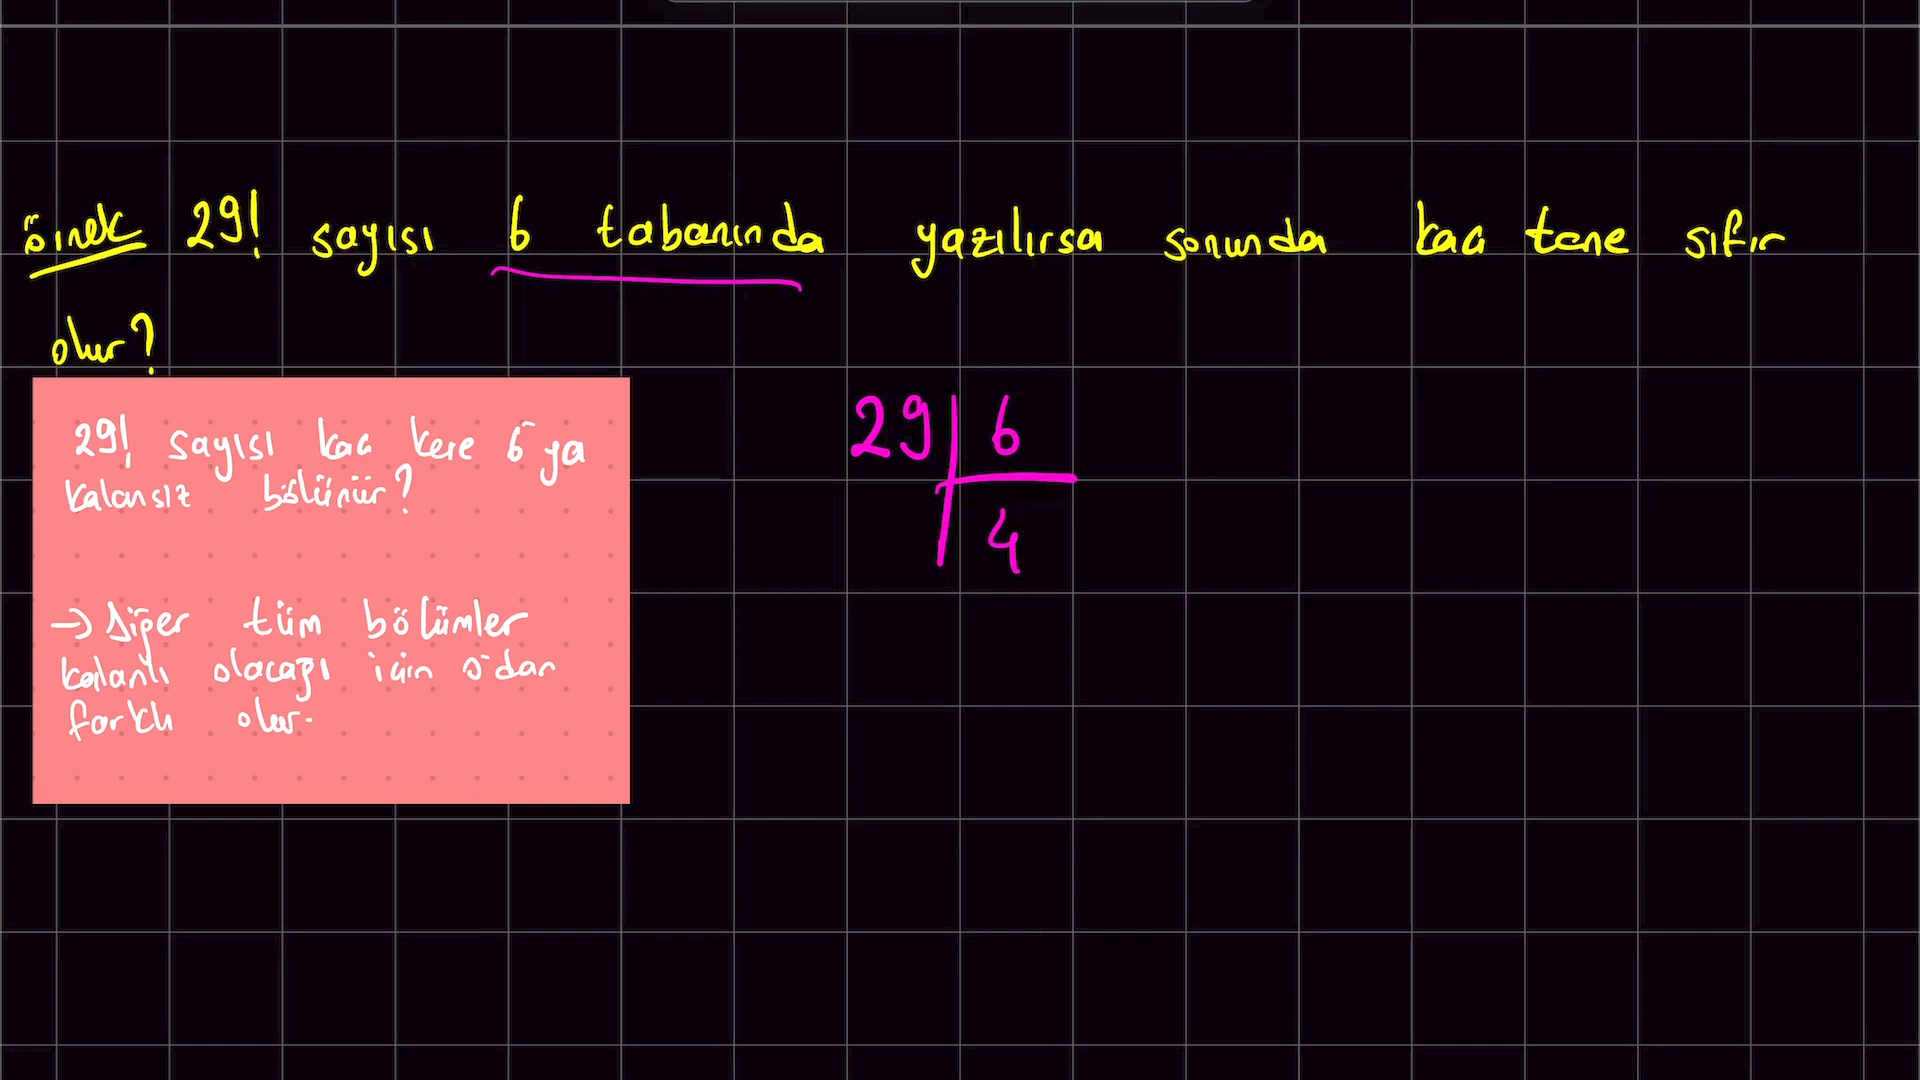 örnek 29! sayısı 6 tabanında yazılırsa sonunda kaç tane sıfır
olur?
29! sayısı kaç kere 6'ya
kalansız bölünür?
→ Diğer tüm bölümler
kalanlı olacağı için 0'dan
farklı olur.
29 6
4